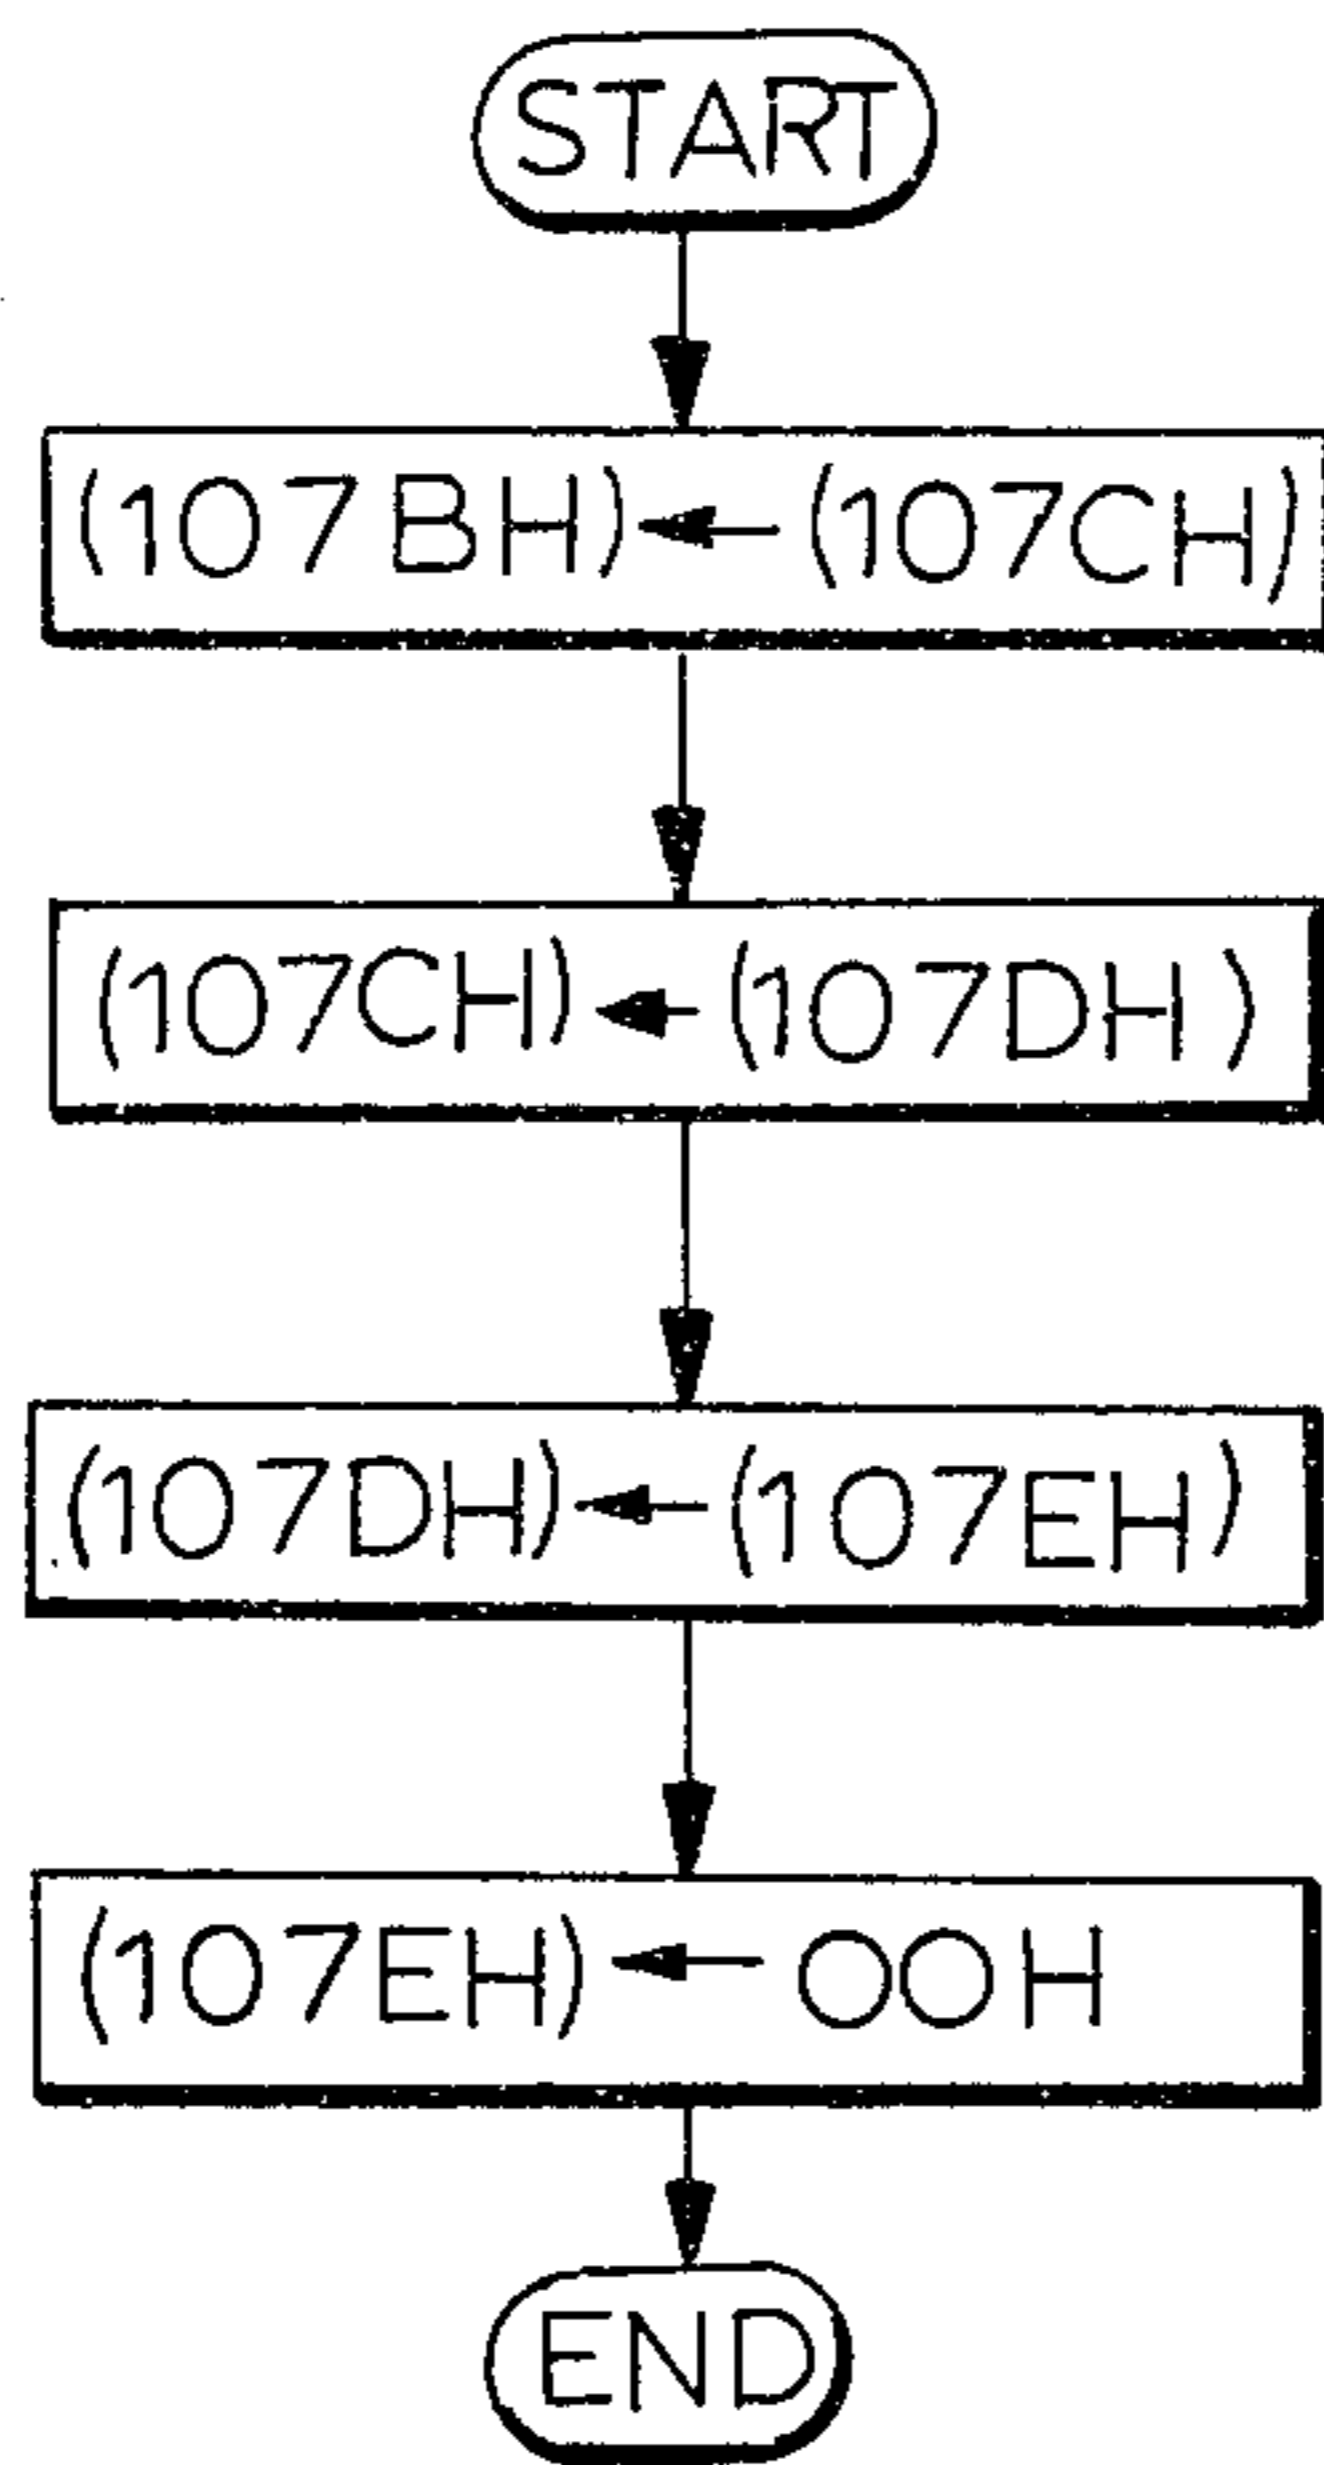 START
(107BH) ← (107CH)
(107CH) ← (107DH)
(107DH) ← (107EH)
(107EH) ← 00H
END